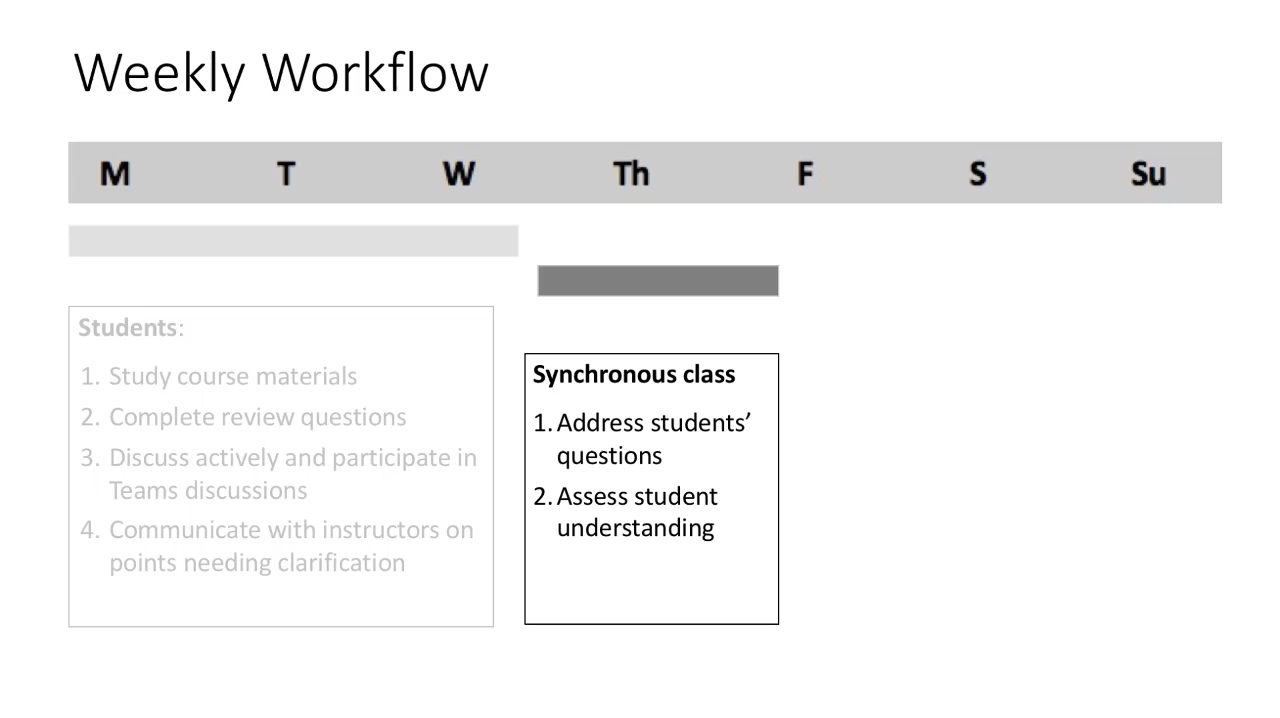 Weekly Workflow
M T W Th F S Su
Students:
1. Study course materials
2. Complete review questions
3. Discuss actively and participate in
Teams discussions
4. Communicate with instructors on
points needing clarification
Synchronous class
1. Address students’
questions
2. Assess student
understanding